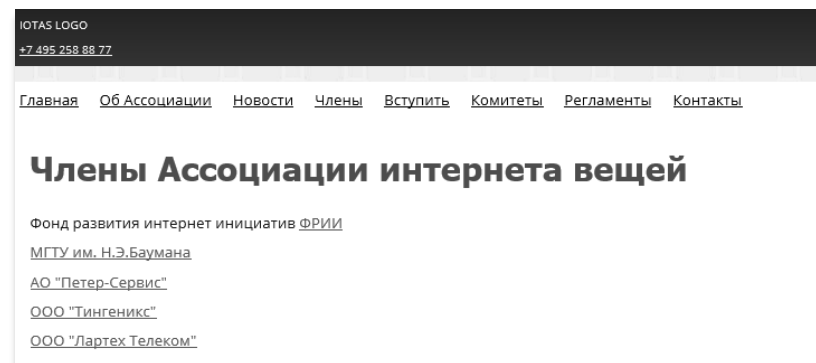 IOTAS LOGO
+7 495 258 88 77
Главная Об Ассоциации Новости Члены Вступить Комитеты Регламенты Контакты
Члены Ассоциации интернета вещей
Фонд развития интернет инициатив ФРИИ
МГТУ им. Н.Э.Баумана
АО "Петер-Сервис"
ООО "Тингеникс"
ООО "Лартех Телеком"